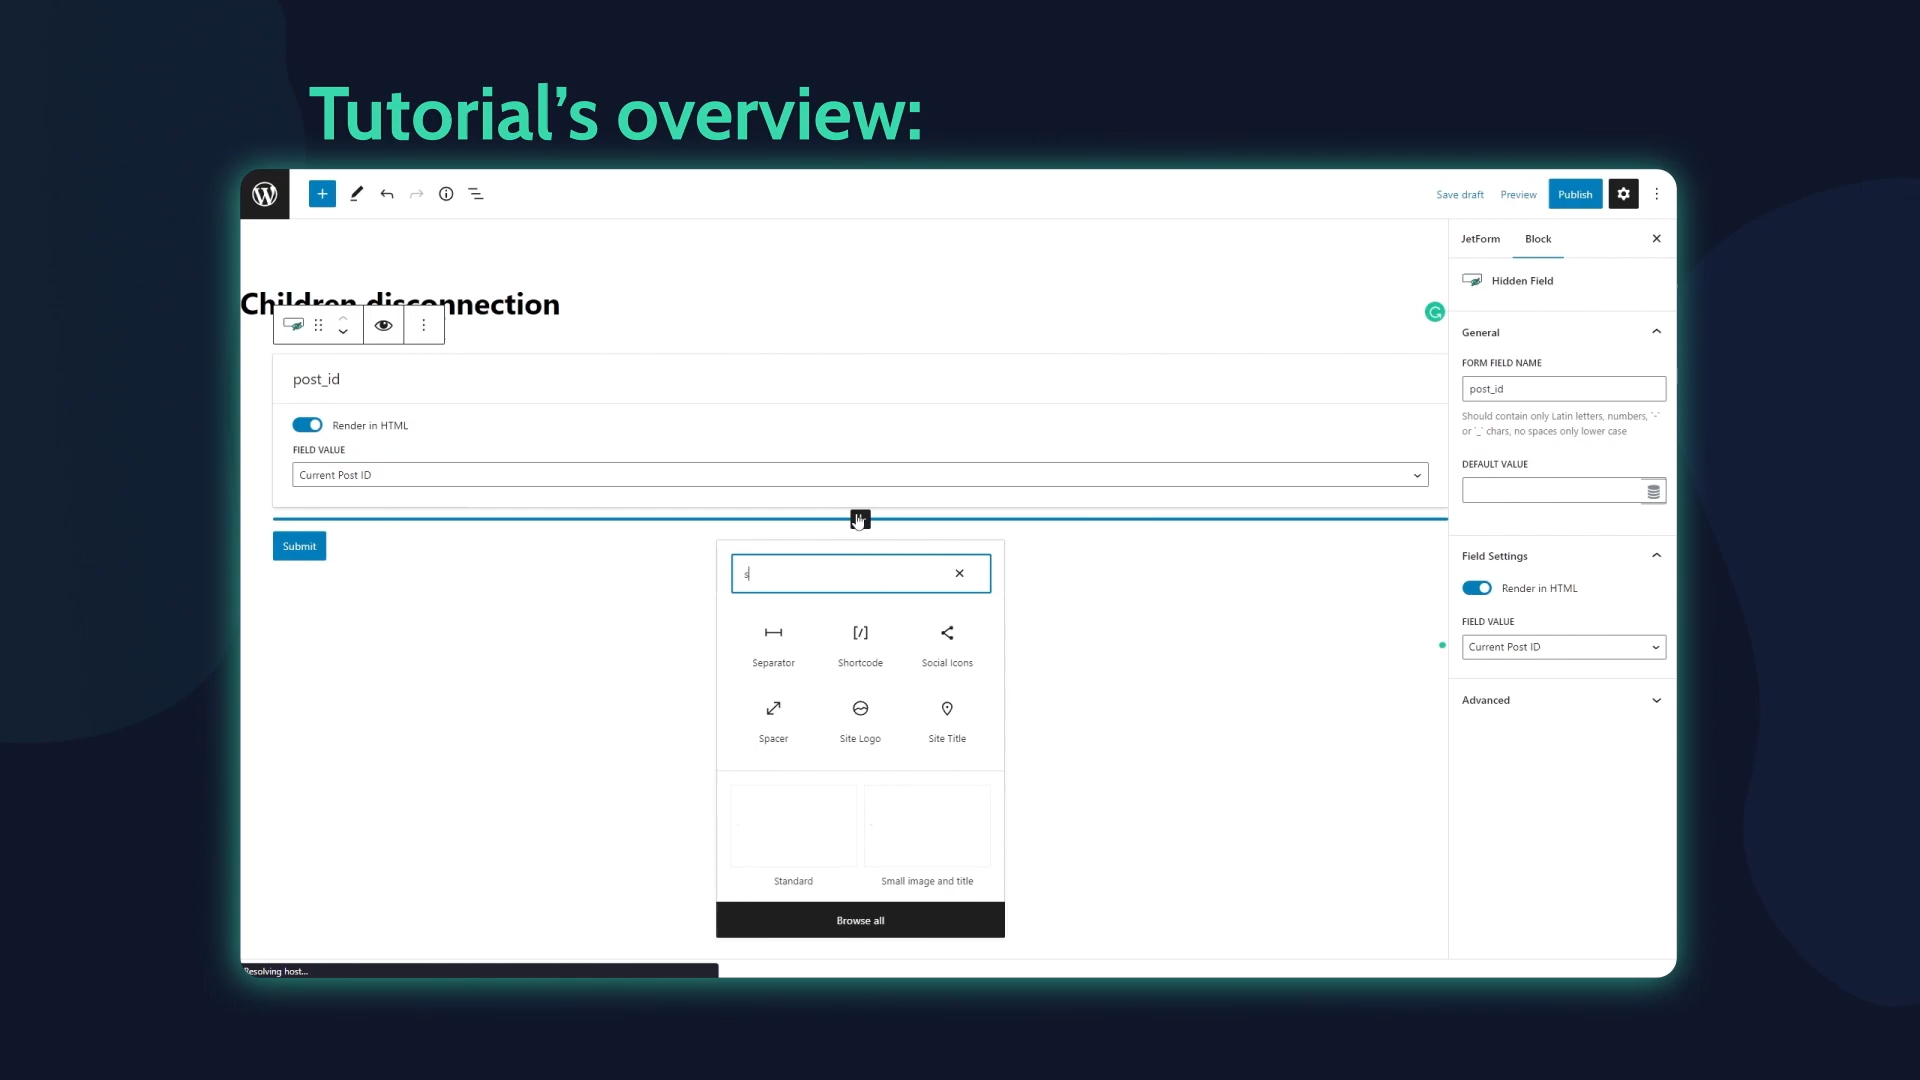 Tutorial's overview:
Save draft
Preview
Publish
JetForm
Block
Hidden Field
Children disconnection
General
FORM FIELD NAME
post_id
Should contain only Latin letters, numbers, `-`
or `_` chars, no spaces only lower case
DEFAULT VALUE
post_id
Render in HTML
FIELD VALUE
Current Post ID
Submit
s
Separator
Shortcode
Social Icons
Spacer
Site Logo
Site Title
Standard
Small image and title
Browse all
Field Settings
Render in HTML
FIELD VALUE
Current Post ID
Advanced
Resolving host...